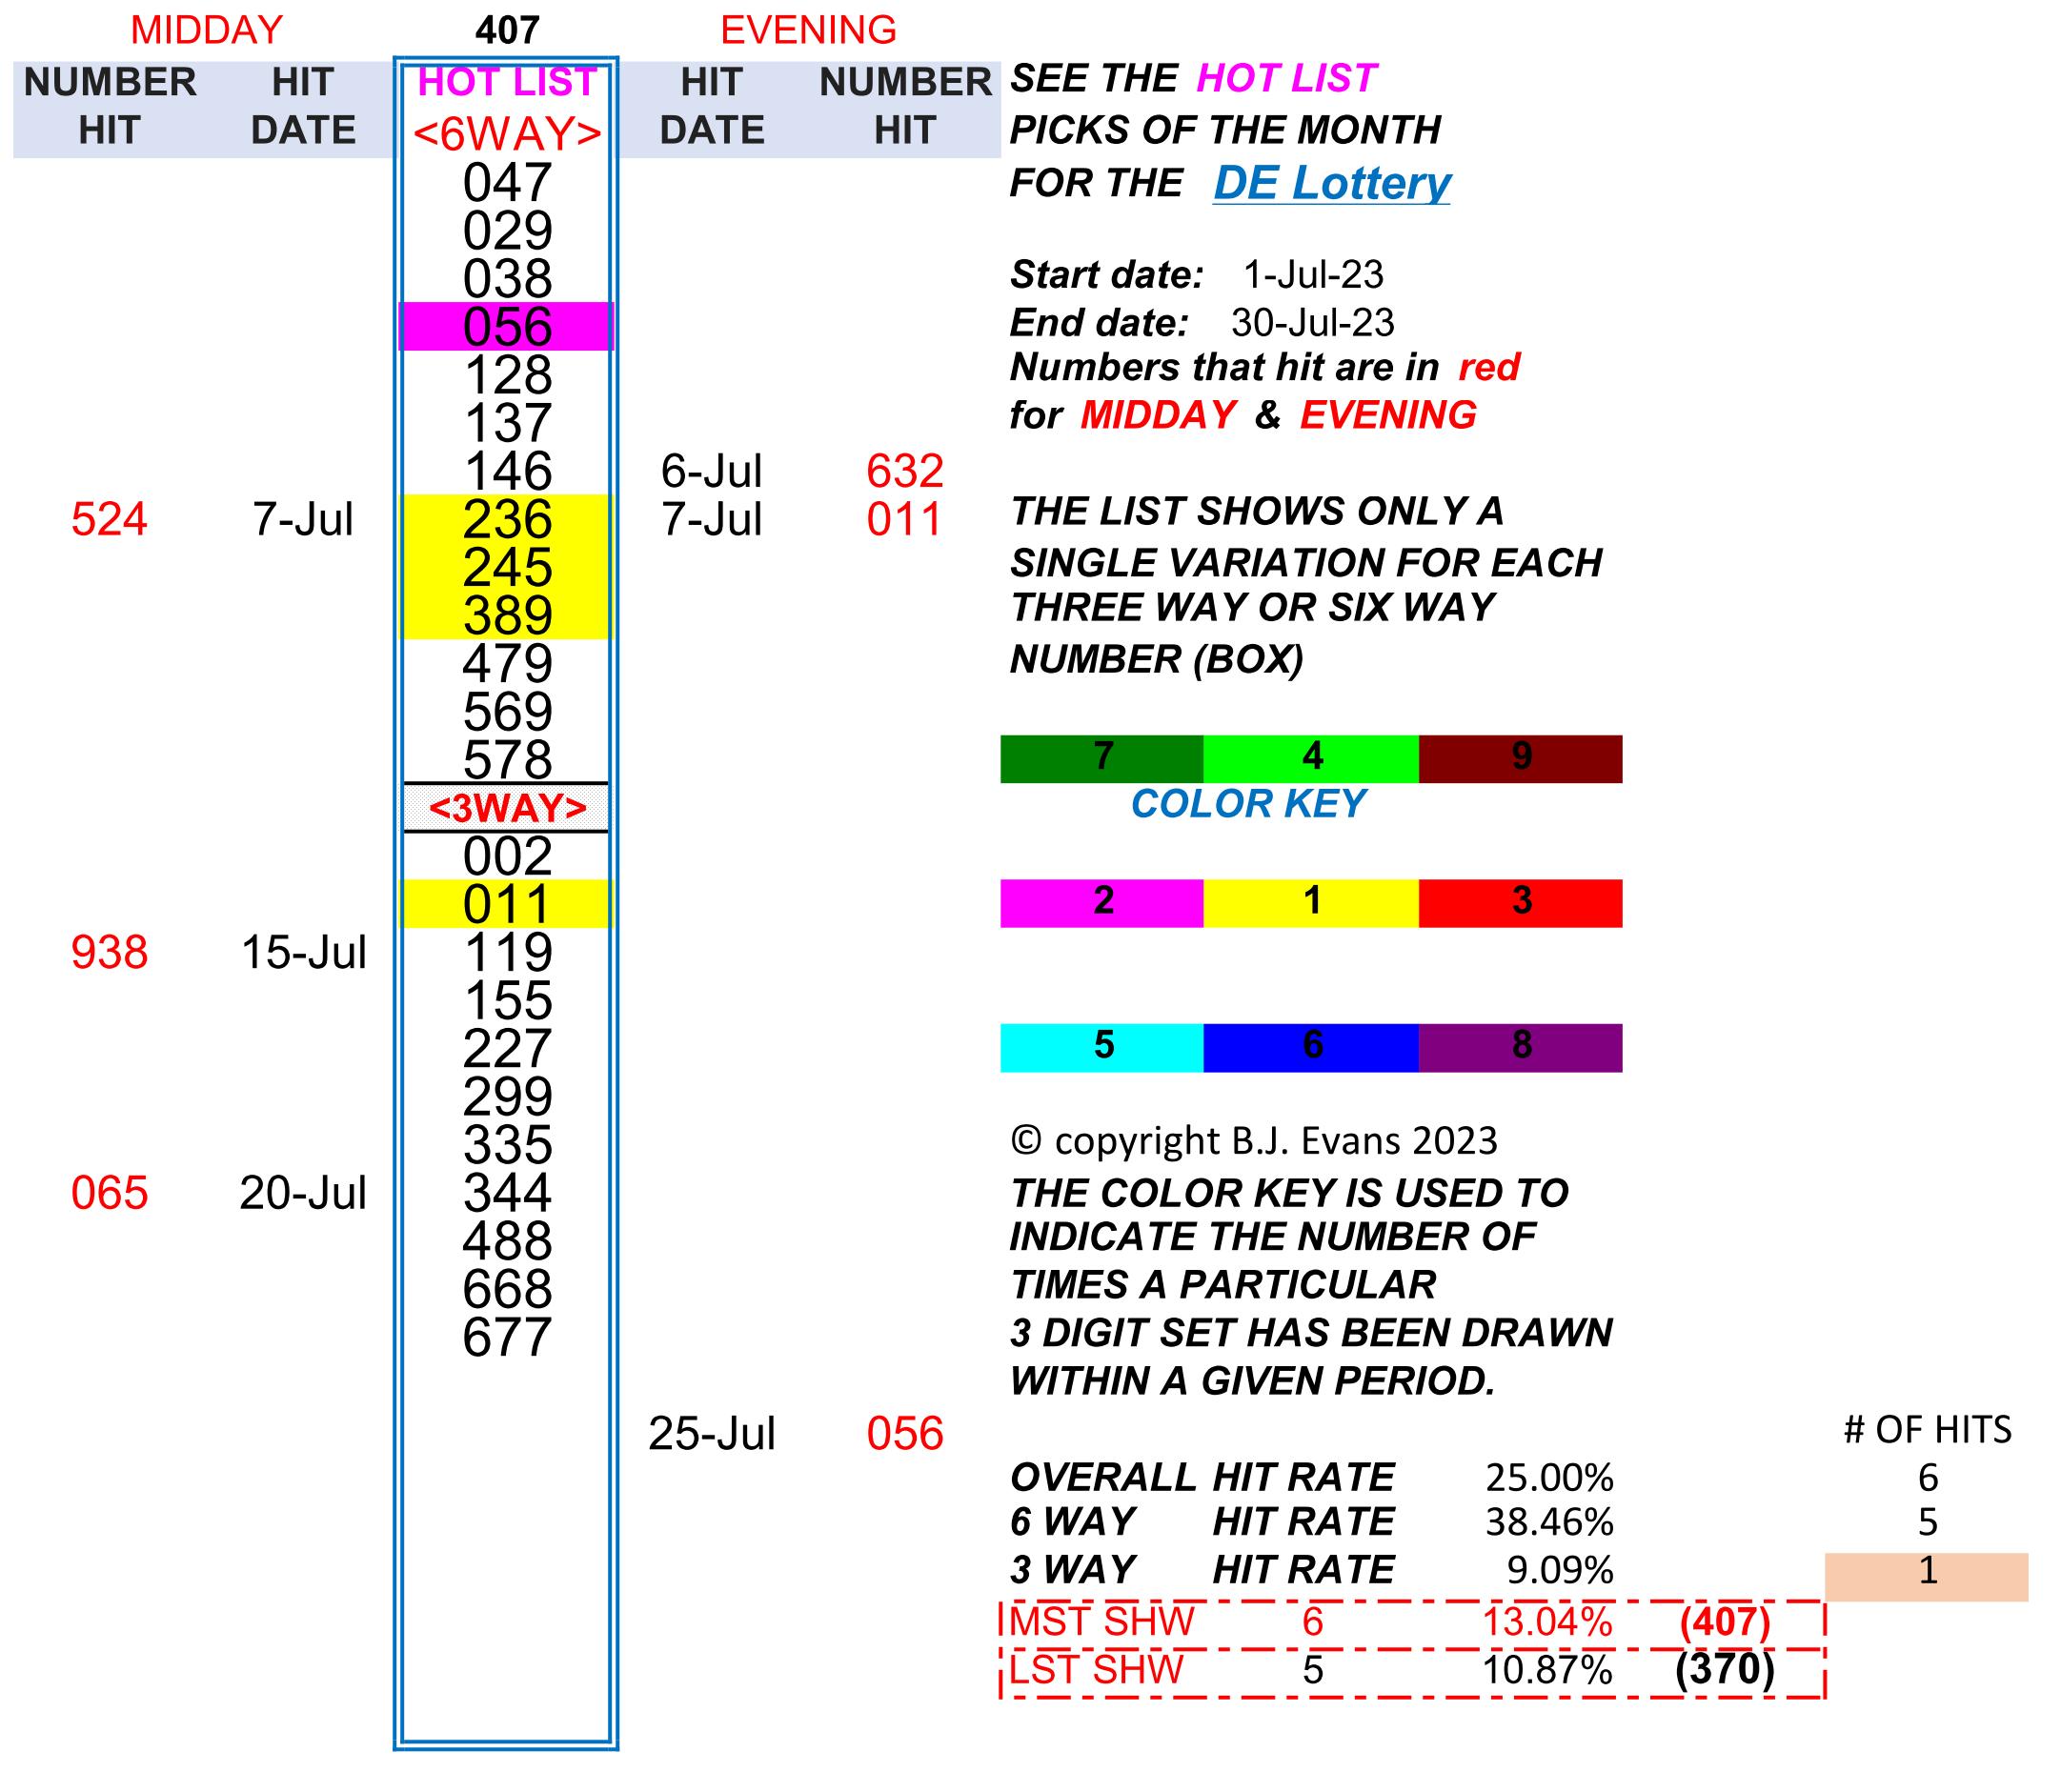 MIDDAY 407 EVENING
NUMBER HIT HOT LIST HIT NUMBER SEE THE HOT LIST
HIT DATE <6WAY> DATE HIT PICKS OF THE MONTH
047 FOR THE DE Lottery
029
038 Start date: 1-Jul-23
056 End date: 30-Jul-23
128 Numbers that hit are in red
137 for MIDDAY & EVENING
146 6-Jul 632
524 7-Jul 236 7-Jul 011 THE LIST SHOWS ONLY A
245 SINGLE VARIATION FOR EACH
389 THREE WAY OR SIX WAY
479 NUMBER (BOX)
569
578 7 4 9
<3WAY> COLOR KEY
002
011 2 1 3
938 15-Jul 119
155
227 5 6 8
299
335 © copyright B.J. Evans 2023
065 20-Jul 344 THE COLOR KEY IS USED TO
488 INDICATE THE NUMBER OF
668 TIMES A PARTICULAR
677 3 DIGIT SET HAS BEEN DRAWN
WITHIN A GIVEN PERIOD.
25-Jul 056 # OF HITS
OVERALL HIT RATE 25.00% 6
6 WAY HIT RATE 38.46% 5
3 WAY HIT RATE 9.09% 1
MST SHW 6 13.04% (407)
LST SHW 5 10.87% (370)